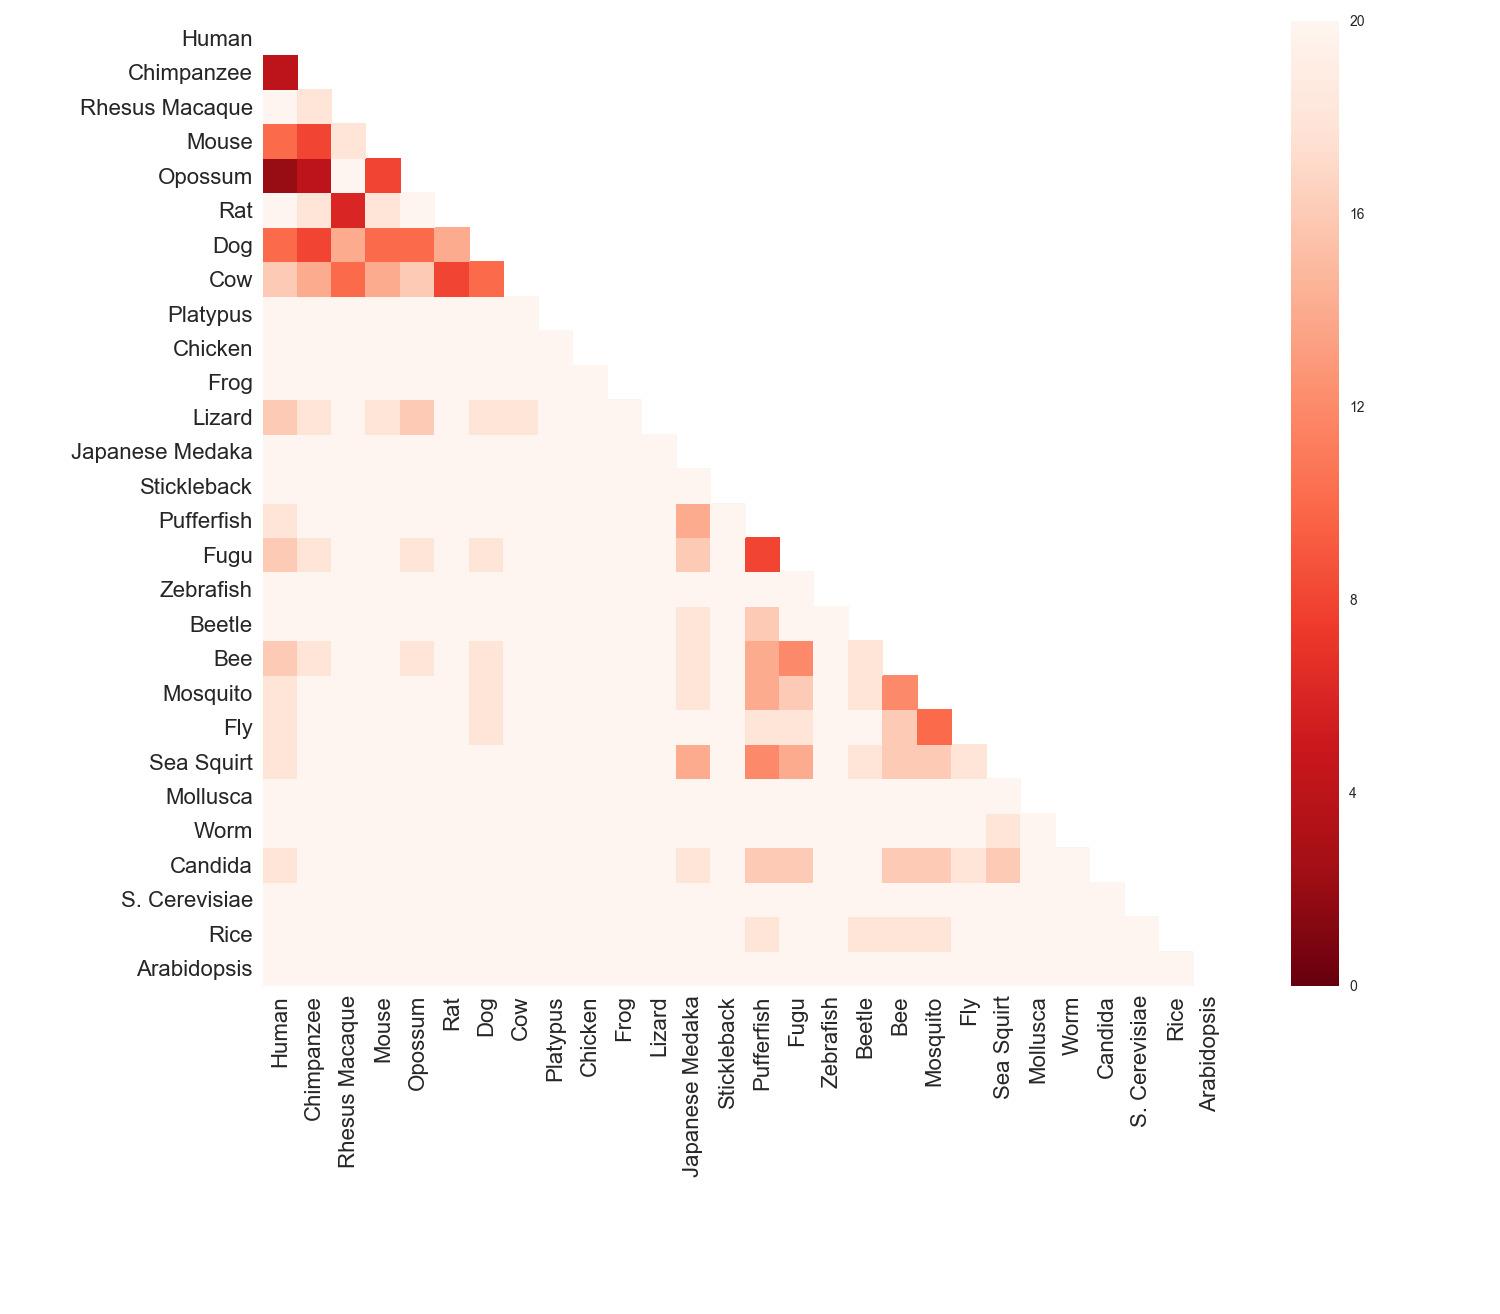 Human
Chimpanzee
Rhesus Macaque
Mouse
Opossum
Rat
Dog
Cow
Platypus
Chicken
Frog
Lizard
Japanese Medaka
Stickleback
Pufferfish
Fugu
Zebrafish
Beetle
Bee
Mosquito
Fly
Sea Squirt
Mollusca
Worm
Candida
S. Cerevisiae
Rice
Arabidopsis
Human
Chimpanzee
Rhesus Macaque
Mouse
Opossum
Rat
Dog
Cow
Platypus
Chicken
Frog
Lizard
Japanese Medaka
Stickleback
Pufferfish
Fugu
Zebrafish
Beetle
Bee
Mosquito
Fly
Sea Squirt
Mollusca
Worm
Candida
S. Cerevisiae
Rice
Arabidopsis
20
16
12
8
4
0